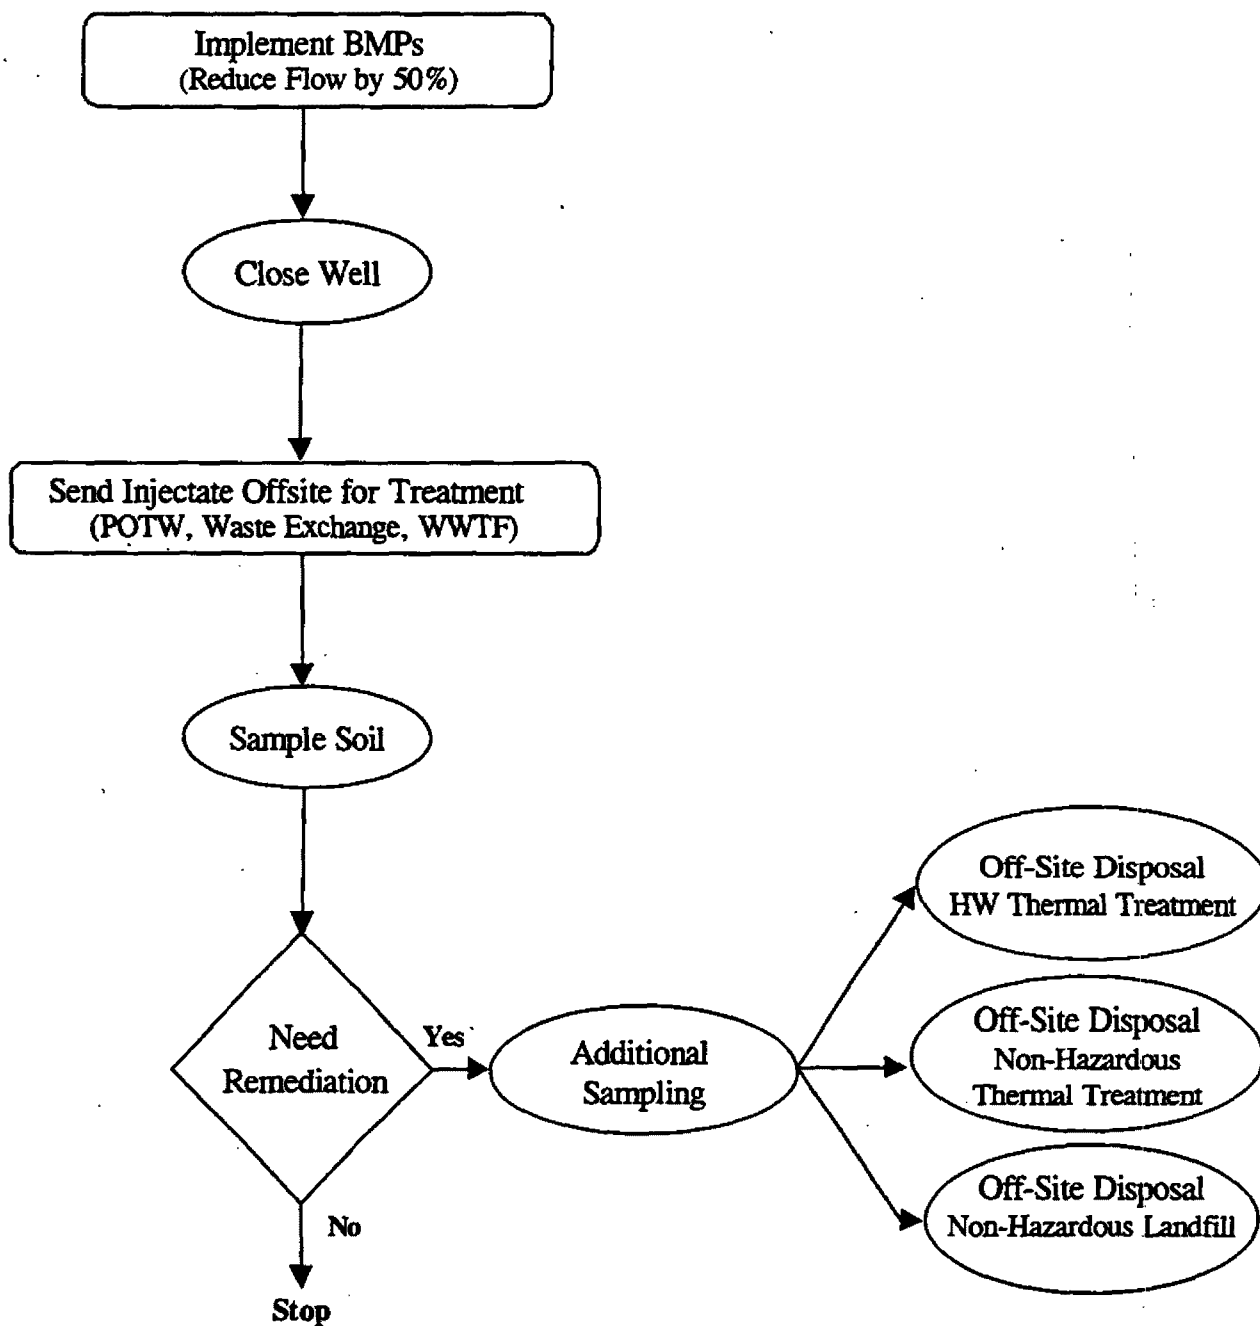 Implement BMPs
(Reduce Flow by 50%)
Close Well
Send Injectate Offsite for Treatment
(POTW, Waste Exchange, WWTF)
Sample Soil
Need
Remediation
Yes
No
Stop
Additional
Sampling
Off-Site Disposal
HW Thermal Treatment
Off-Site Disposal
Non-Hazardous
Thermal Treatment
Off-Site Disposal
Non-Hazardous Landfill